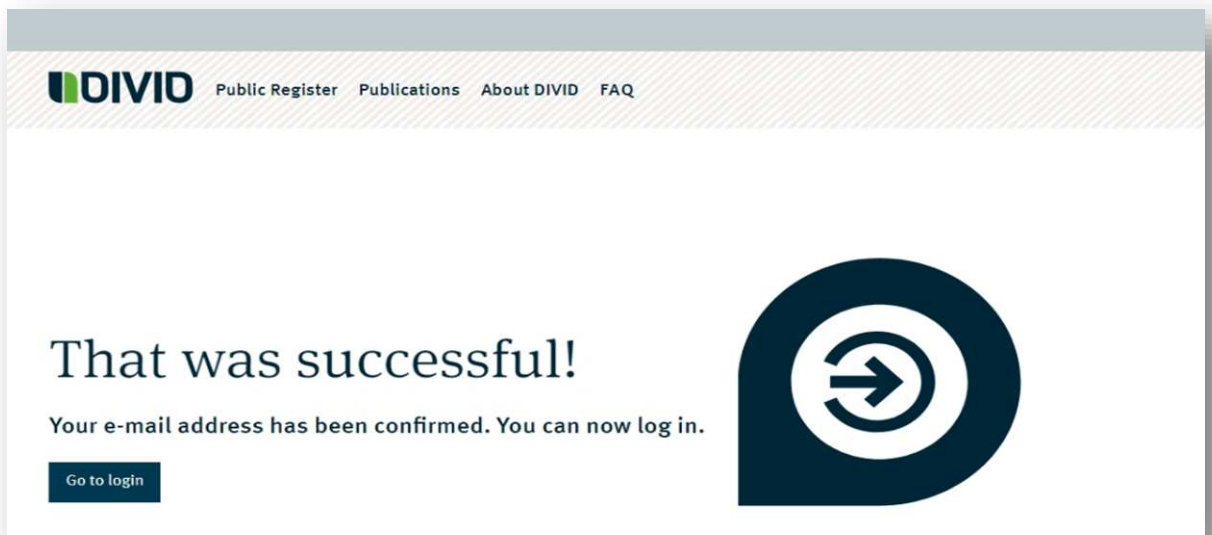 DIVID Public Register Publications About DIVID FAQ
That was successful!
Your e-mail address has been confirmed. You can now log in.
Go to login